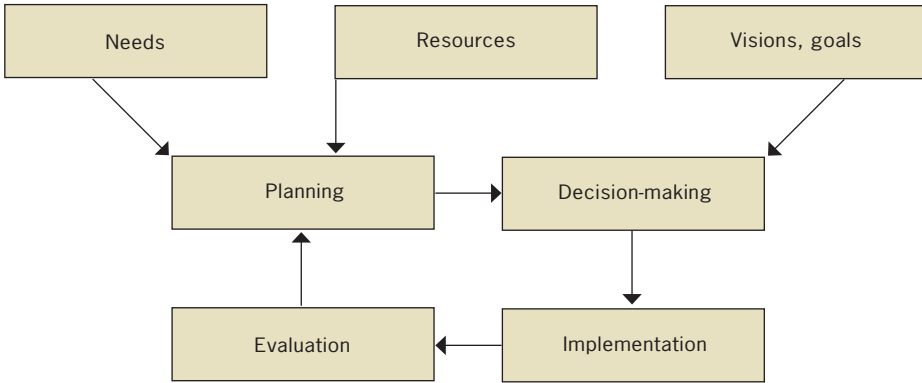 Needs
Resources
Visions, goals
Planning
Decision-making
Evaluation
Implementation